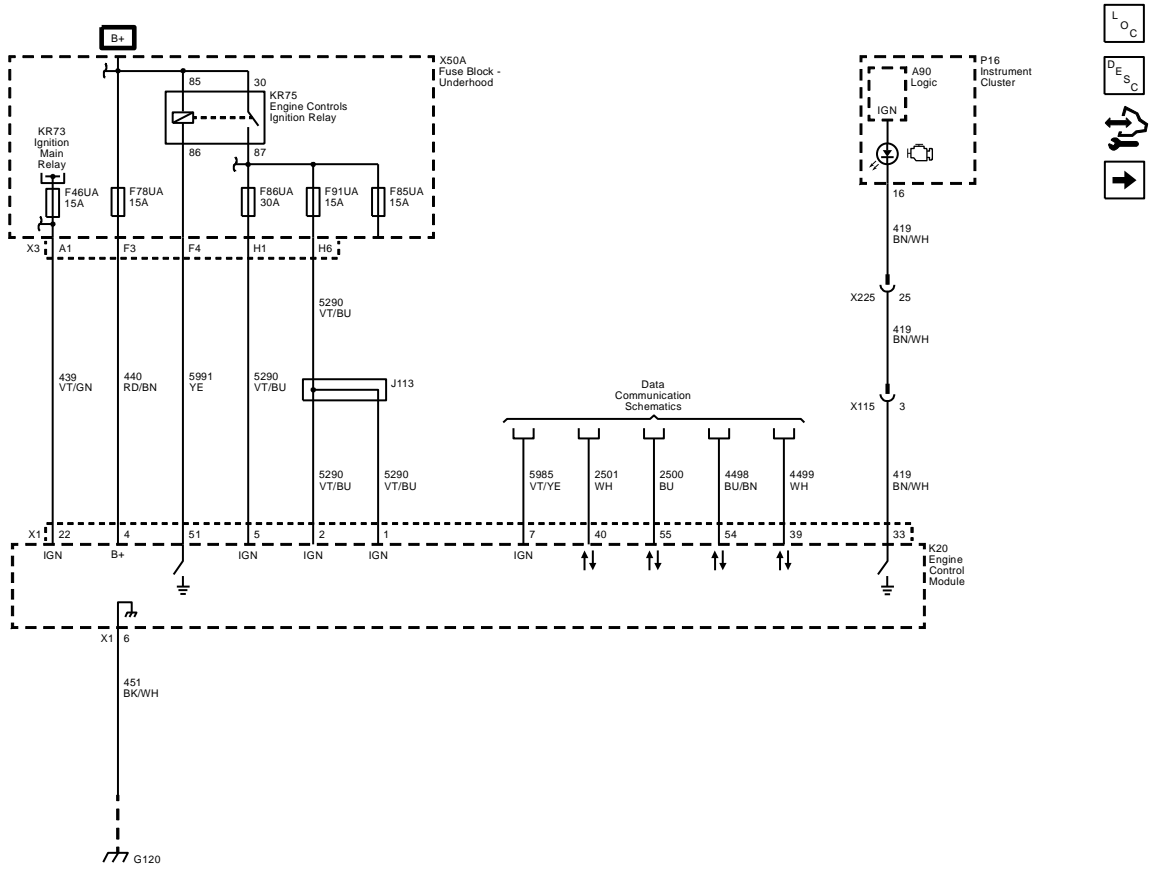 B+
X50A
Fuse Block -
Underhood
85
30
KR75
Engine Controls
Ignition Relay
86
87
KR73
Ignition
Main
Relay
F46UA
15A
F78UA
15A
F86UA
30A
F91UA
15A
F85UA
15A
X3
A1
F3
F4
H1
H6
P16
Instrument
Cluster
A90
Logic
IGN
16
419
BN/WH
X225
25
419
BN/WH
X115
3
419
BN/WH
5290
VT/BU
439
VT/GN
440
RD/BN
5991
YE
5290
VT/BU
J113
5290
VT/BU
5290
VT/BU
Data
Communication
Schematics
5985
VT/YE
2501
WH
2500
BU
4498
BU/BN
4499
WH
X1
22
4
51
5
2
1
7
40
55
54
39
33
IGN
B+
IGN
IGN
IGN
IGN
K20
Engine
Control
Module
X1
6
451
BK/WH
G120
L
O
C
D
E
S
C